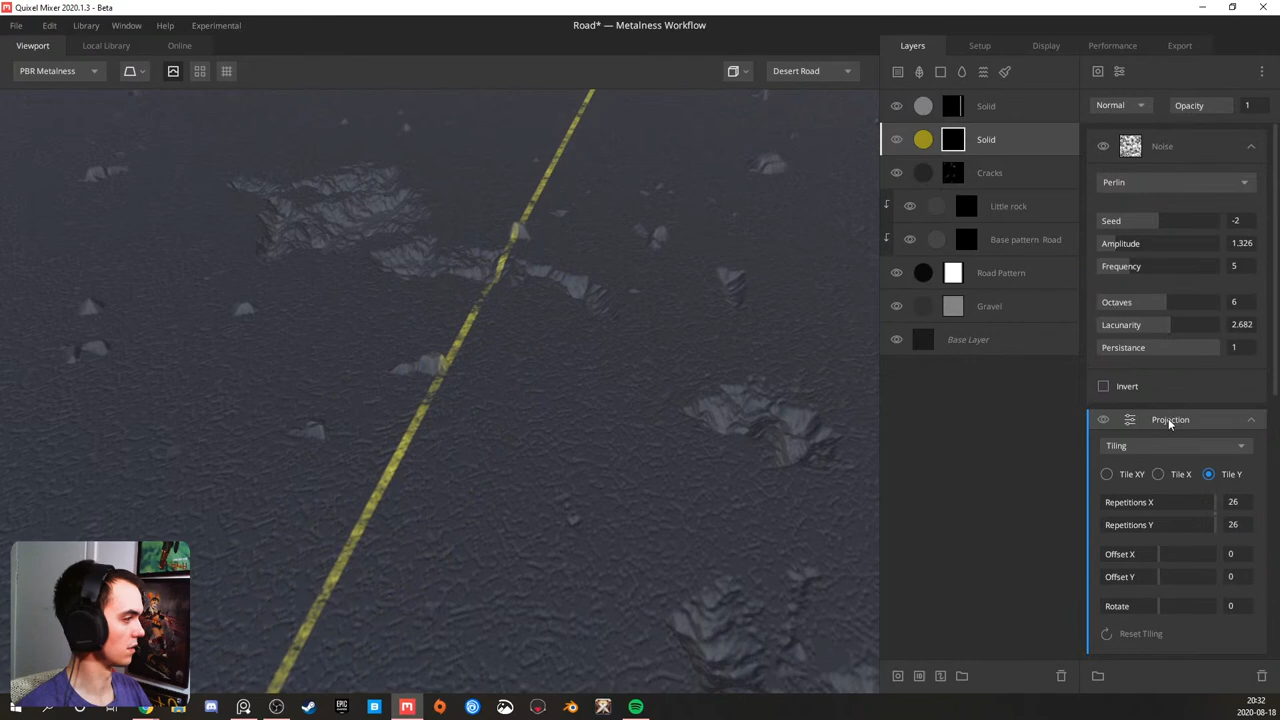 Quixel Mixer 2020.1.3 - Beta
File Edit Library Window Help Experimental
Road* — Metalness Workflow
Viewport Local Library Online
Layers Setup Display Performance Export
PBR Metalness
Desert Road
Normal Opacity 1
Solid
Solid
Cracks
Little rock
Base pattern Road
Road Pattern
Gravel
Base Layer
Noise
Perlin
Seed -2
Amplitude 1.326
Frequency 5
Octaves 6
Lacunarity 2.682
Persistance 1
Invert
Projection
Tiling
Tile XY Tile X Tile Y
Repetitions X 26
Repetitions Y 26
Offset X 0
Offset Y 0
Rotate 0
Reset Tiling
EPIC
20:32
2020-08-18